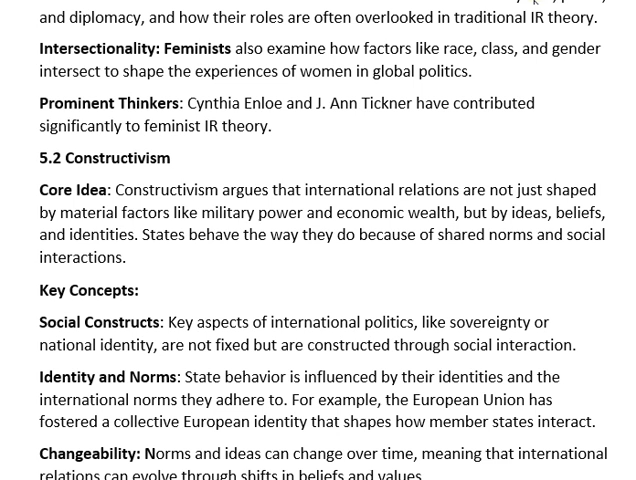 and diplomacy, and how their roles are often overlooked in traditional IR theory.
Intersectionality: Feminists also examine how factors like race, class, and gender
intersect to shape the experiences of women in global politics.
Prominent Thinkers: Cynthia Enloe and J. Ann Tickner have contributed
significantly to feminist IR theory.
5.2 Constructivism
Core Idea: Constructivism argues that international relations are not just shaped
by material factors like military power and economic wealth, but by ideas, beliefs,
and identities. States behave the way they do because of shared norms and social
interactions.
Key Concepts:
Social Constructs: Key aspects of international politics, like sovereignty or
national identity, are not fixed but are constructed through social interaction.
Identity and Norms: State behavior is influenced by their identities and the
international norms they adhere to. For example, the European Union has
fostered a collective European identity that shapes how member states interact.
Changeability: Norms and ideas can change over time, meaning that international
relations can evolve through shifts in beliefs and values.